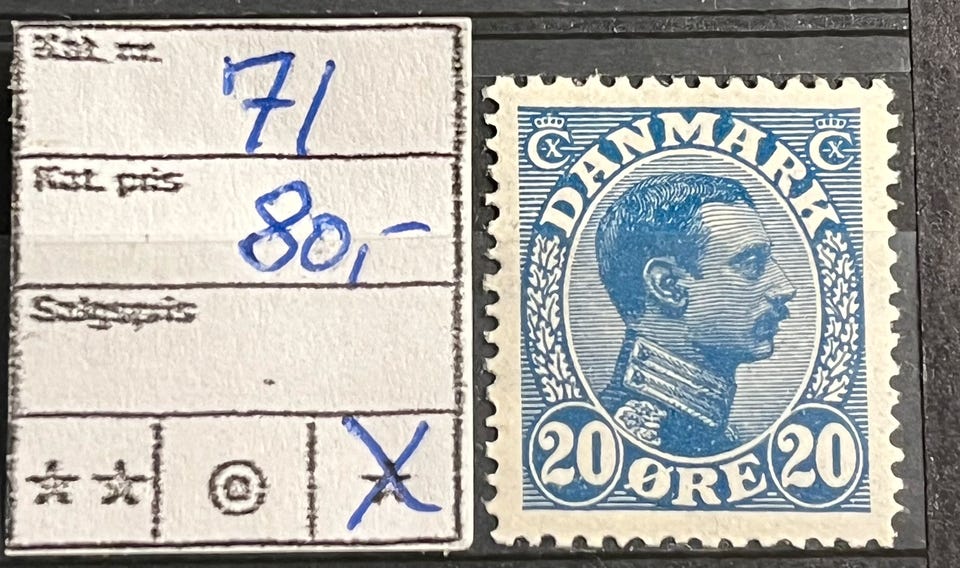 Kat. nr.
71
Kat. pris
80,-
Salgspris
DANMARK
20 ØRE 20